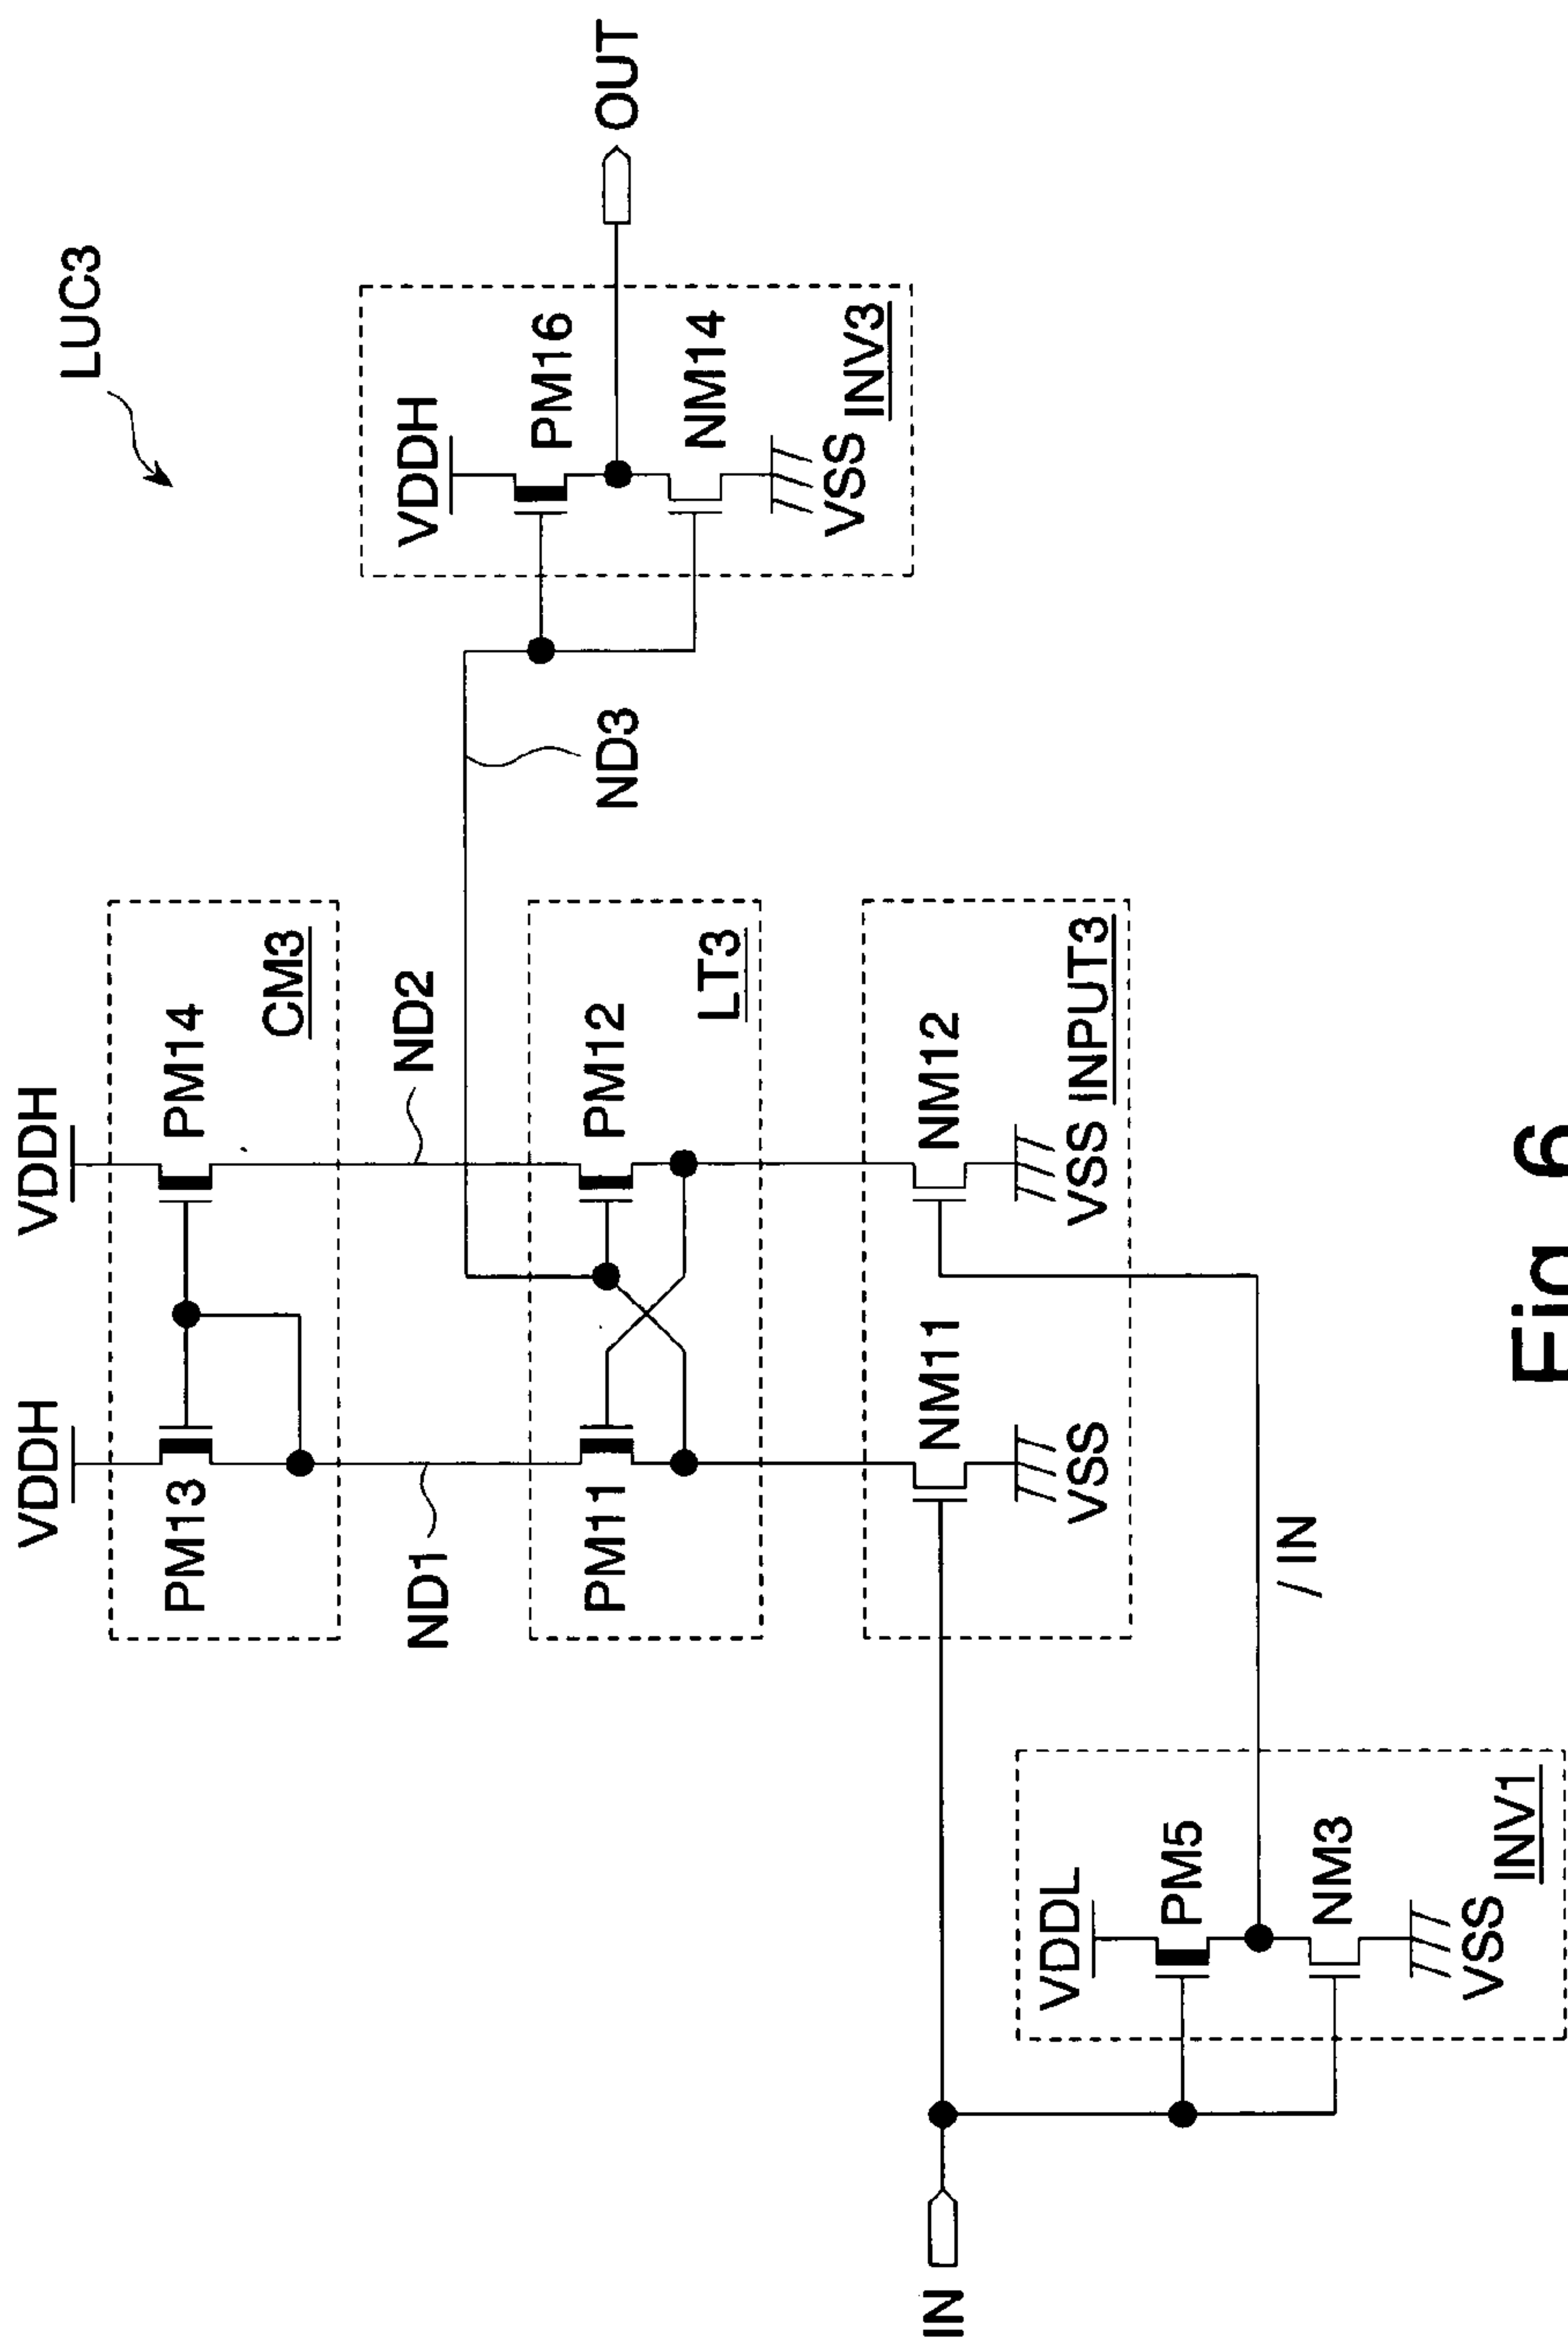 LUC3
VDDH
VDDH
PM13
PM14
CM3
ND1
ND2
VDDH
PM16
OUT
PM11
PM12
LT3
ND3
NM14
VSS
INV3
IN
NM11
NM12
VSS
VSS
INPUT3
VDDL
PM5
/ IN
NM3
VSS
INV1
Fig. 6